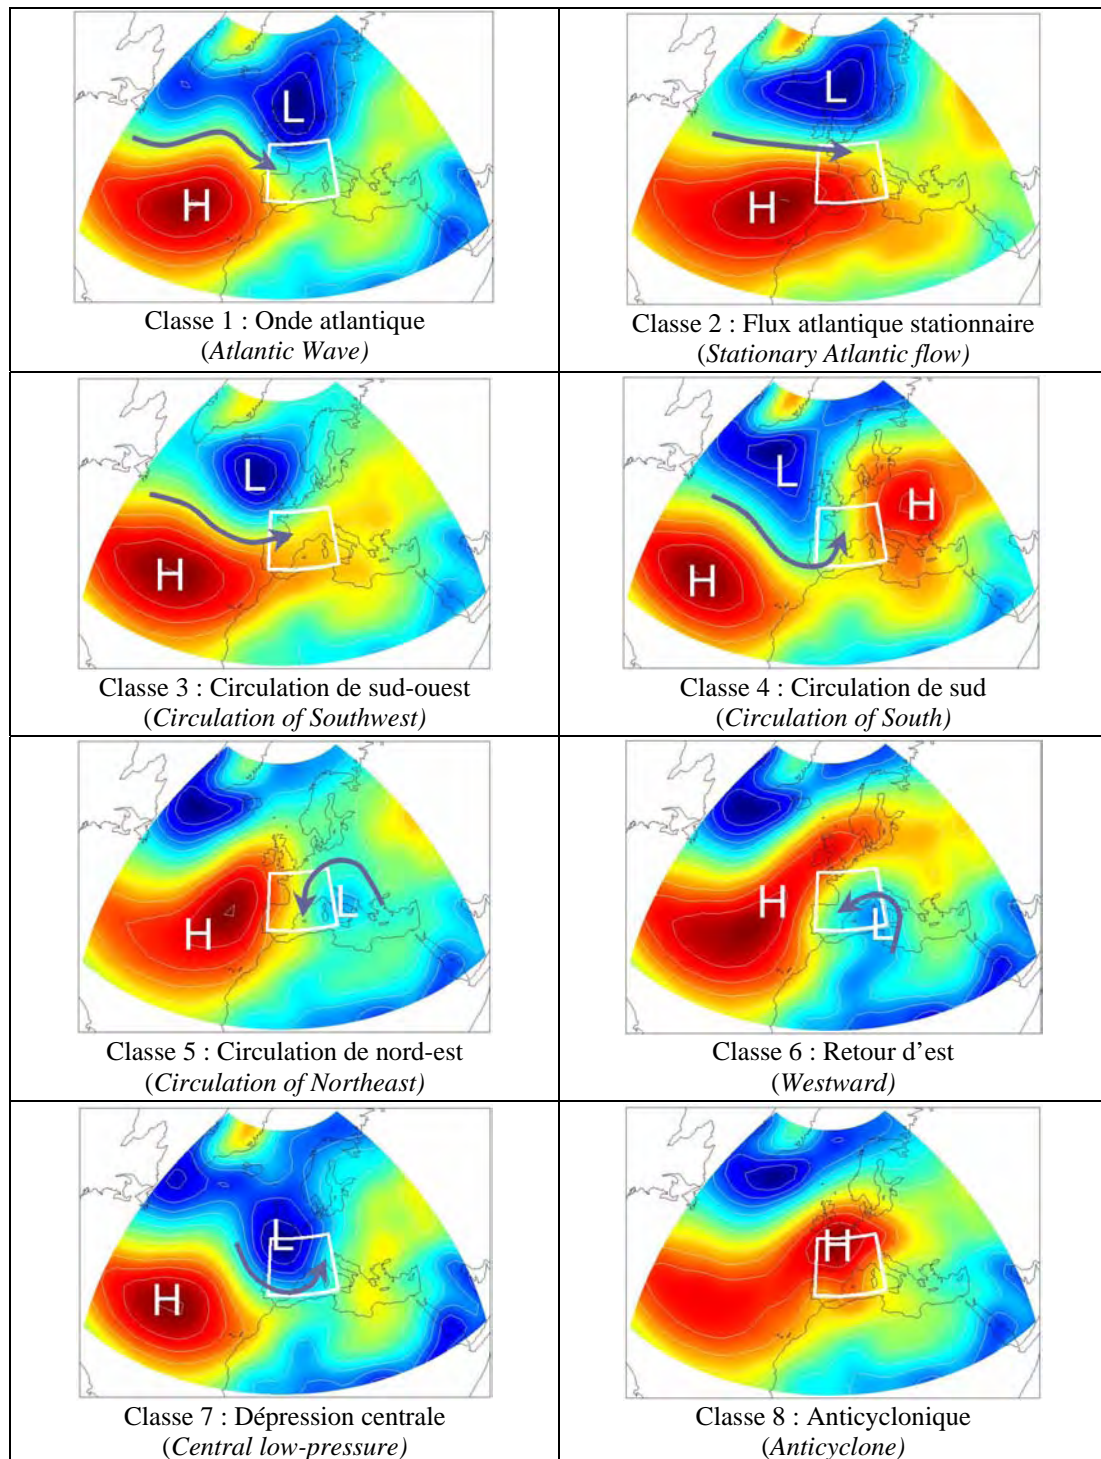 L
H
Classe 1 : Onde atlantique
(Atlantic Wave)
L
H
Classe 2 : Flux atlantique stationnaire
(Stationary Atlantic flow)
L
H
Classe 3 : Circulation de sud-ouest
(Circulation of Southwest)
L
H
H
Classe 4 : Circulation de sud
(Circulation of South)
L
H
Classe 5 : Circulation de nord-est
(Circulation of Northeast)
H
L
Classe 6 : Retour d’est
(Westward)
L
H
Classe 7 : Dépression centrale
(Central low-pressure)
H
Classe 8 : Anticyclonique
(Anticyclone)